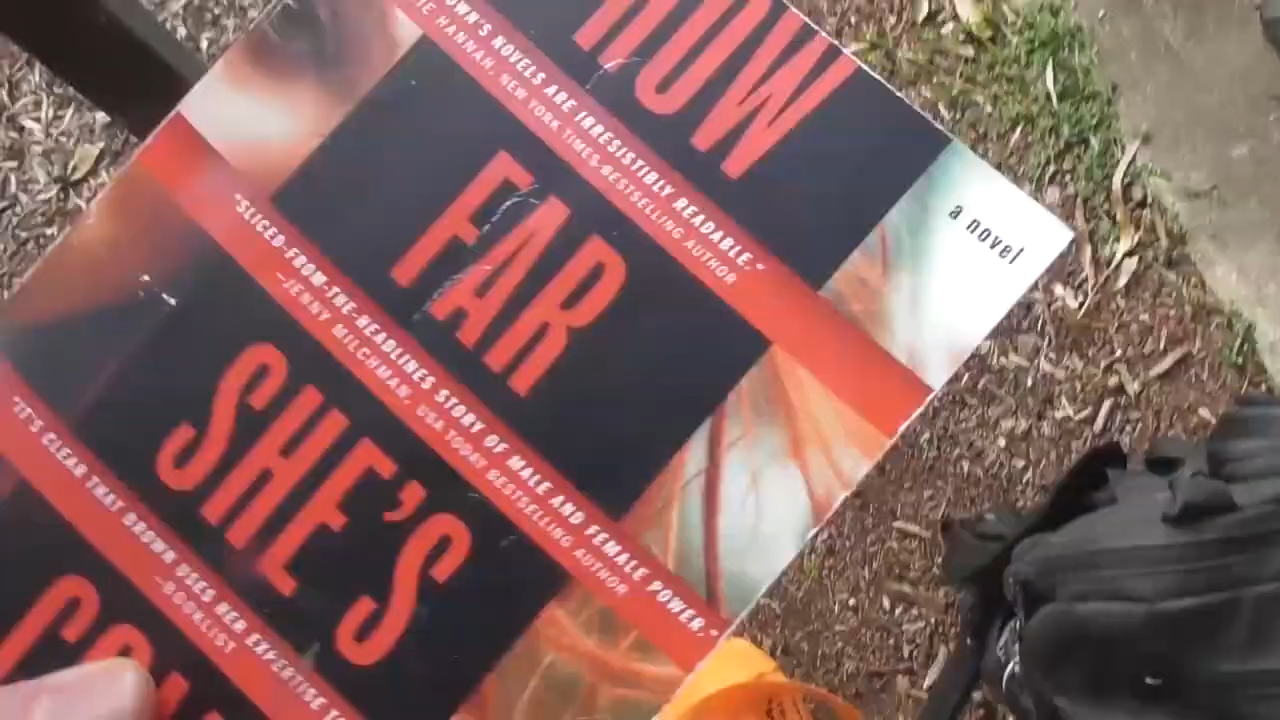 HOW
OWN'S NOVELS ARE IRRESISTIBLY READABLE."
HANNAH, NEW YORK TIMES-BESTSELLING AUTHOR
a novel
FAR
"SLICED-FROM-THE-HEADLINES STORY OF MALE AND FEMALE POWER."
—JENNY MILCHMAN, USA TODAY BESTSELLING AUTHOR
SHE'S
"IT'S CLEAR THAT BROWN USES HER EXPERTISE TO
—BOOKLIST